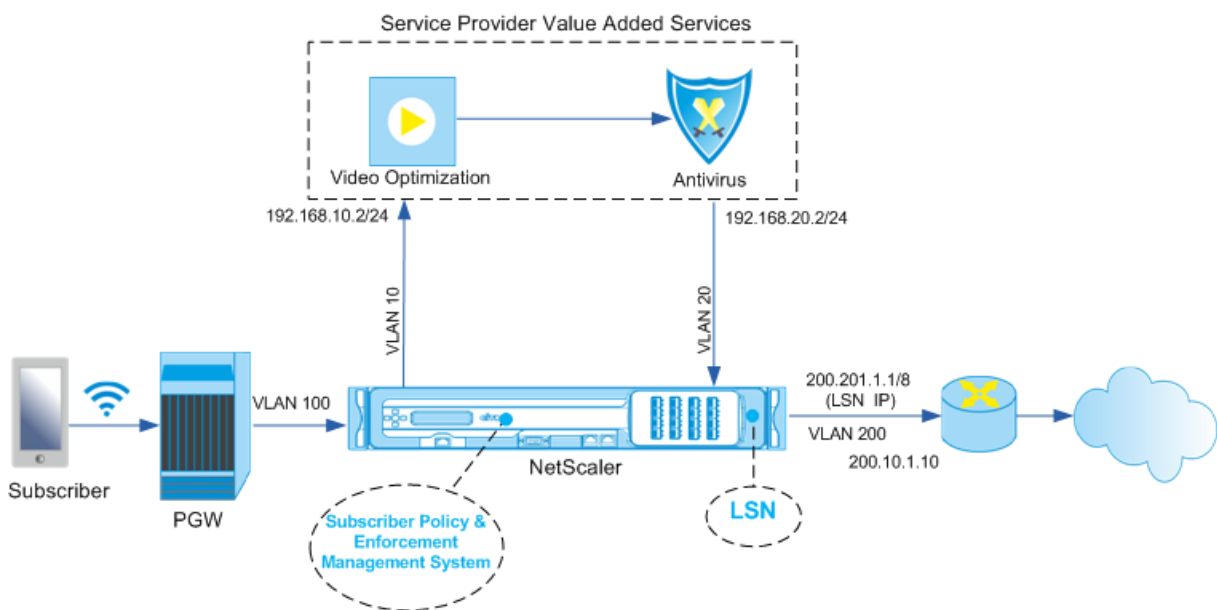 Service Provider Value Added Services
Video Optimization
Antivirus
192.168.10.2/24
192.168.20.2/24
VLAN 10
VLAN 20
VLAN 100
200.201.1.1/8
(LSN IP)
VLAN 200
200.10.1.10
NetScaler
Subscriber
PGW
Subscriber Policy &
Enforcement
Management System
LSN